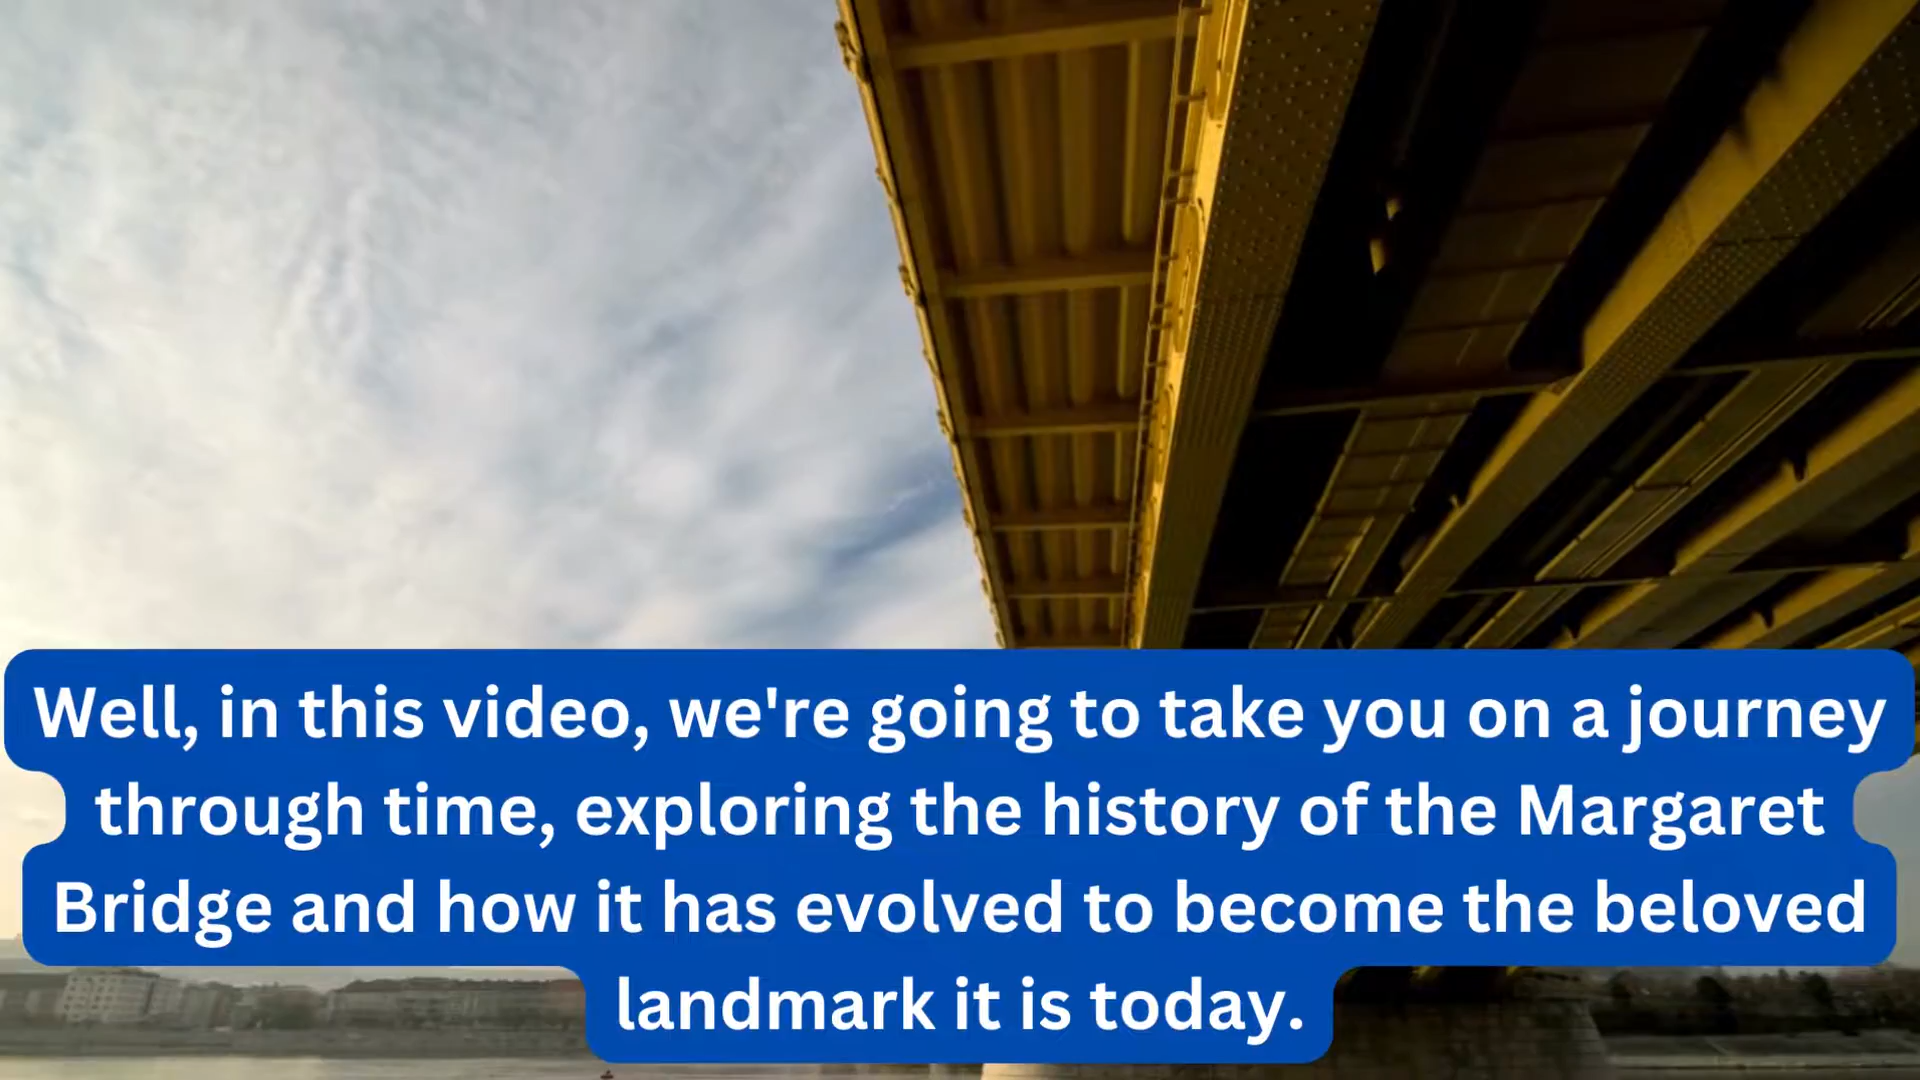 Well, in this video, we're going to take you on a journey
through time, exploring the history of the Margaret
Bridge and how it has evolved to become the beloved
landmark it is today.